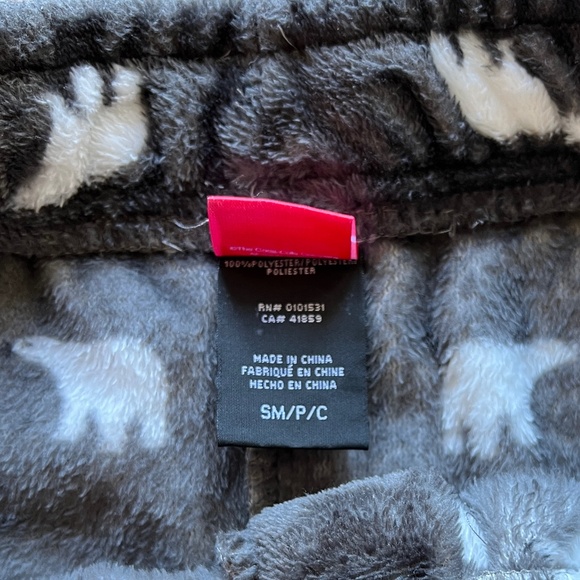 100% POLYESTER/POLYESTER
POLIESTER
RN# 0101531
CA# 41859
MADE IN CHINA
FABRIQUÉ EN CHINE
HECHO EN CHINA
SM/P/C